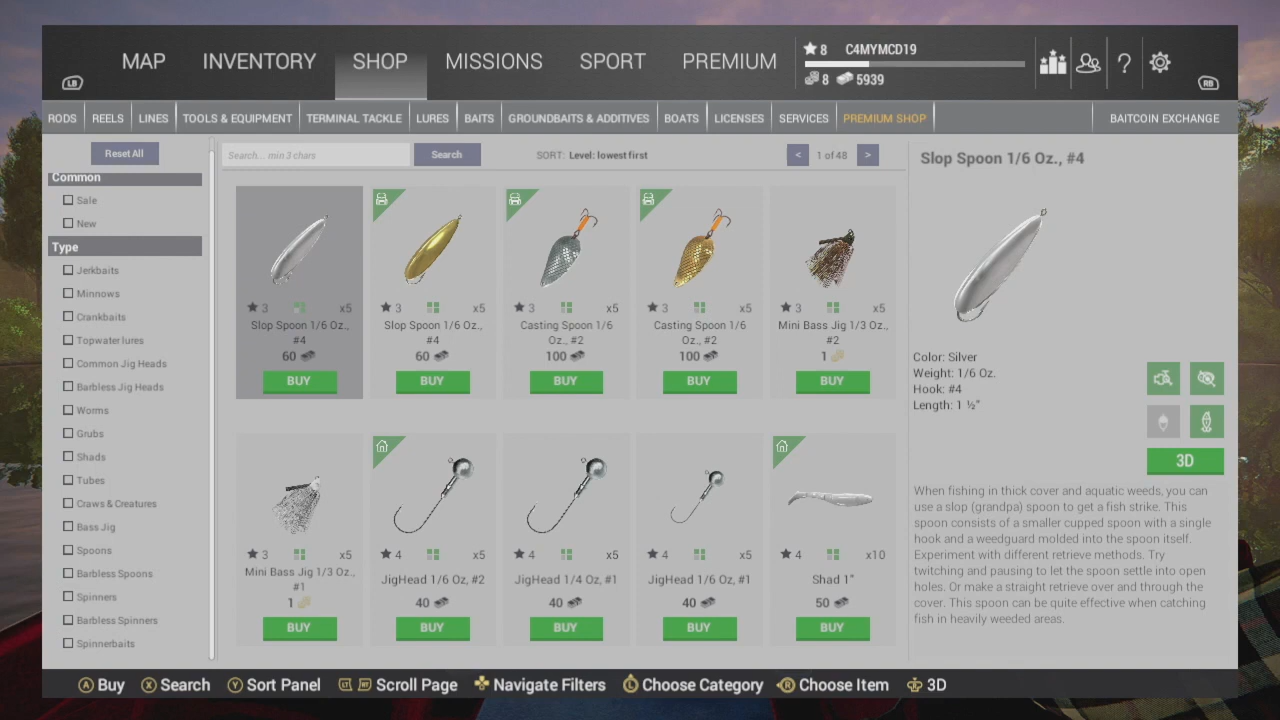 MAP INVENTORY SHOP MISSIONS SPORT PREMIUM
8 C4MYMCD19
8 5939
LB
RB
RODS REELS LINES TOOLS & EQUIPMENT TERMINAL TACKLE LURES BAITS GROUNDBAITS & ADDITIVES BOATS LICENSES SERVICES PREMIUM SHOP BAITCOIN EXCHANGE
Reset All
Common
Sale
New
Type
Jerkbaits
Minnows
Crankbaits
Topwater lures
Common Jig Heads
Barbless Jig Heads
Worms
Grubs
Shads
Tubes
Craws & Creatures
Bass Jig
Spoons
Barbless Spoons
Spinners
Barbless Spinners
Spinnerbaits
Search... min 3 chars Search SORT: Level: lowest first < 1 of 48 >
3 x5
Slop Spoon 1/6 Oz.,
#4
60
BUY
3 x5
Slop Spoon 1/6 Oz.,
#4
60
BUY
3 x5
Casting Spoon 1/6
Oz., #2
100
BUY
3 x5
Casting Spoon 1/6
Oz., #2
100
BUY
3 x5
Mini Bass Jig 1/3 Oz.,
#2
1
BUY
3 x5
Mini Bass Jig 1/3 Oz.,
#1
1
BUY
4 x5
JigHead 1/6 Oz, #2
40
BUY
4 x5
JigHead 1/4 Oz, #1
40
BUY
4 x5
JigHead 1/6 Oz, #1
40
BUY
4 x10
Shad 1"
50
BUY
Slop Spoon 1/6 Oz., #4
Color: Silver
Weight: 1/6 Oz.
Hook: #4
Length: 1 ½"
3D
When fishing in thick cover and aquatic weeds, you can
use a slop (grandpa) spoon to get a fish strike. This
spoon consists of a smaller cupped spoon with a single
hook and a weedguard molded into the spoon itself.
Experiment with different retrieve methods. Try
twitching and pausing to let the spoon settle into open
holes. Or make a straight retrieve over and through the
cover. This spoon can be quite effective when catching
fish in heavily weeded areas.
A Buy X Search Y Sort Panel LT RT Scroll Page Navigate Filters L Choose Category R Choose Item 3D